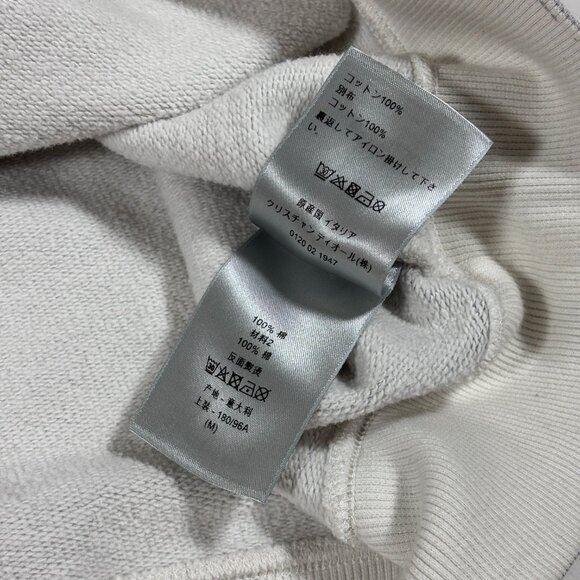 コットン100%
別布
コットン100%
裏返してアイロン掛けして下さ
い.
原産国 イタリア
クリスチャン ディオール(株)
0120 02 1947
100% 棉
材料2
100% 棉
反面熨烫
产地 - 意大利
上装 - 180/96A
(M)